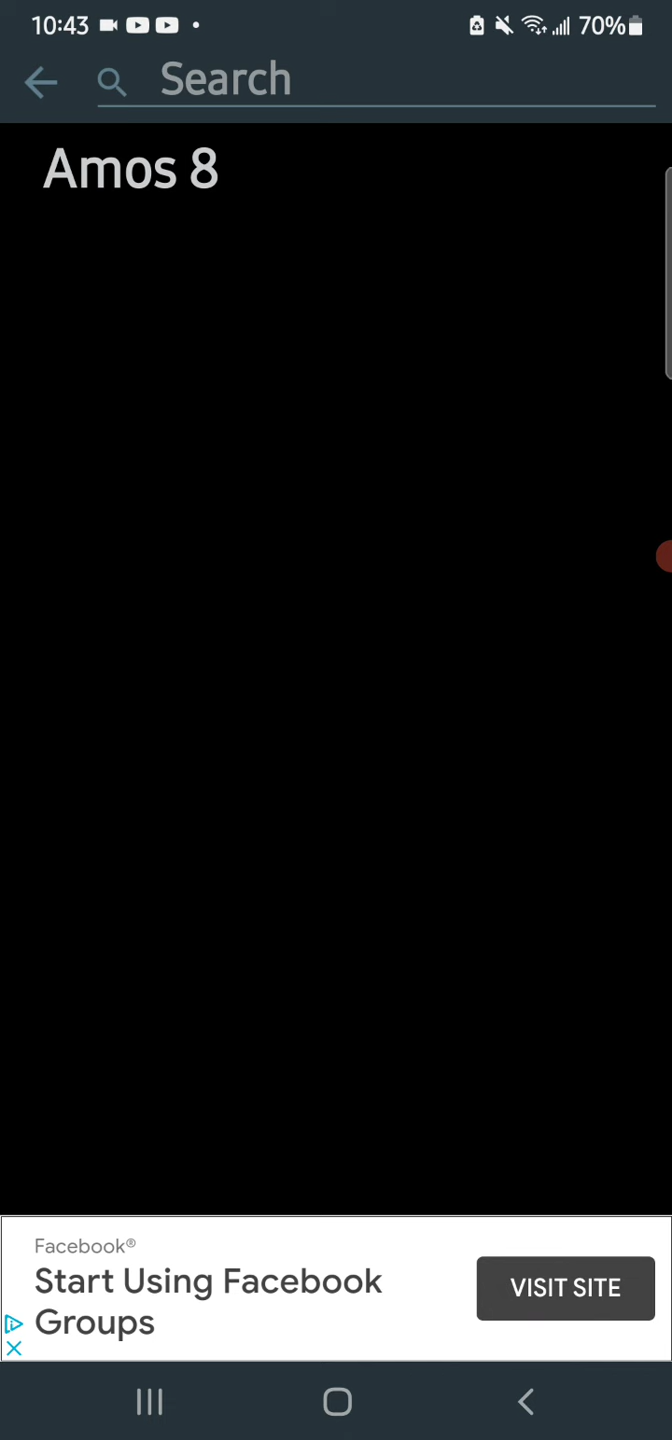 10:43
70%
Search
Amos 8
Facebook®
Start Using Facebook
Groups
VISIT SITE